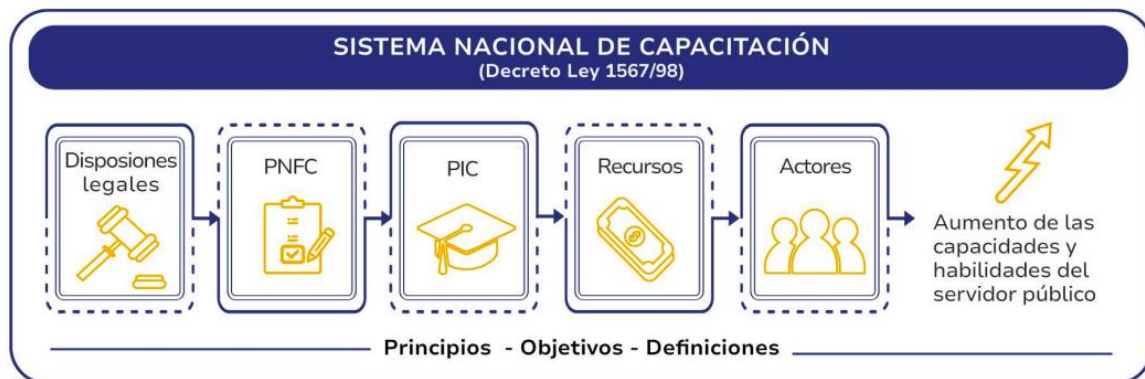 SISTEMA NACIONAL DE CAPACITACIÓN
(Decreto Ley 1567/98)
Disposiones
legales
PNFC
PIC
Recursos
Actores
Aumento de las
capacidades y
habilidades del
servidor público
Principios - Objetivos - Definiciones